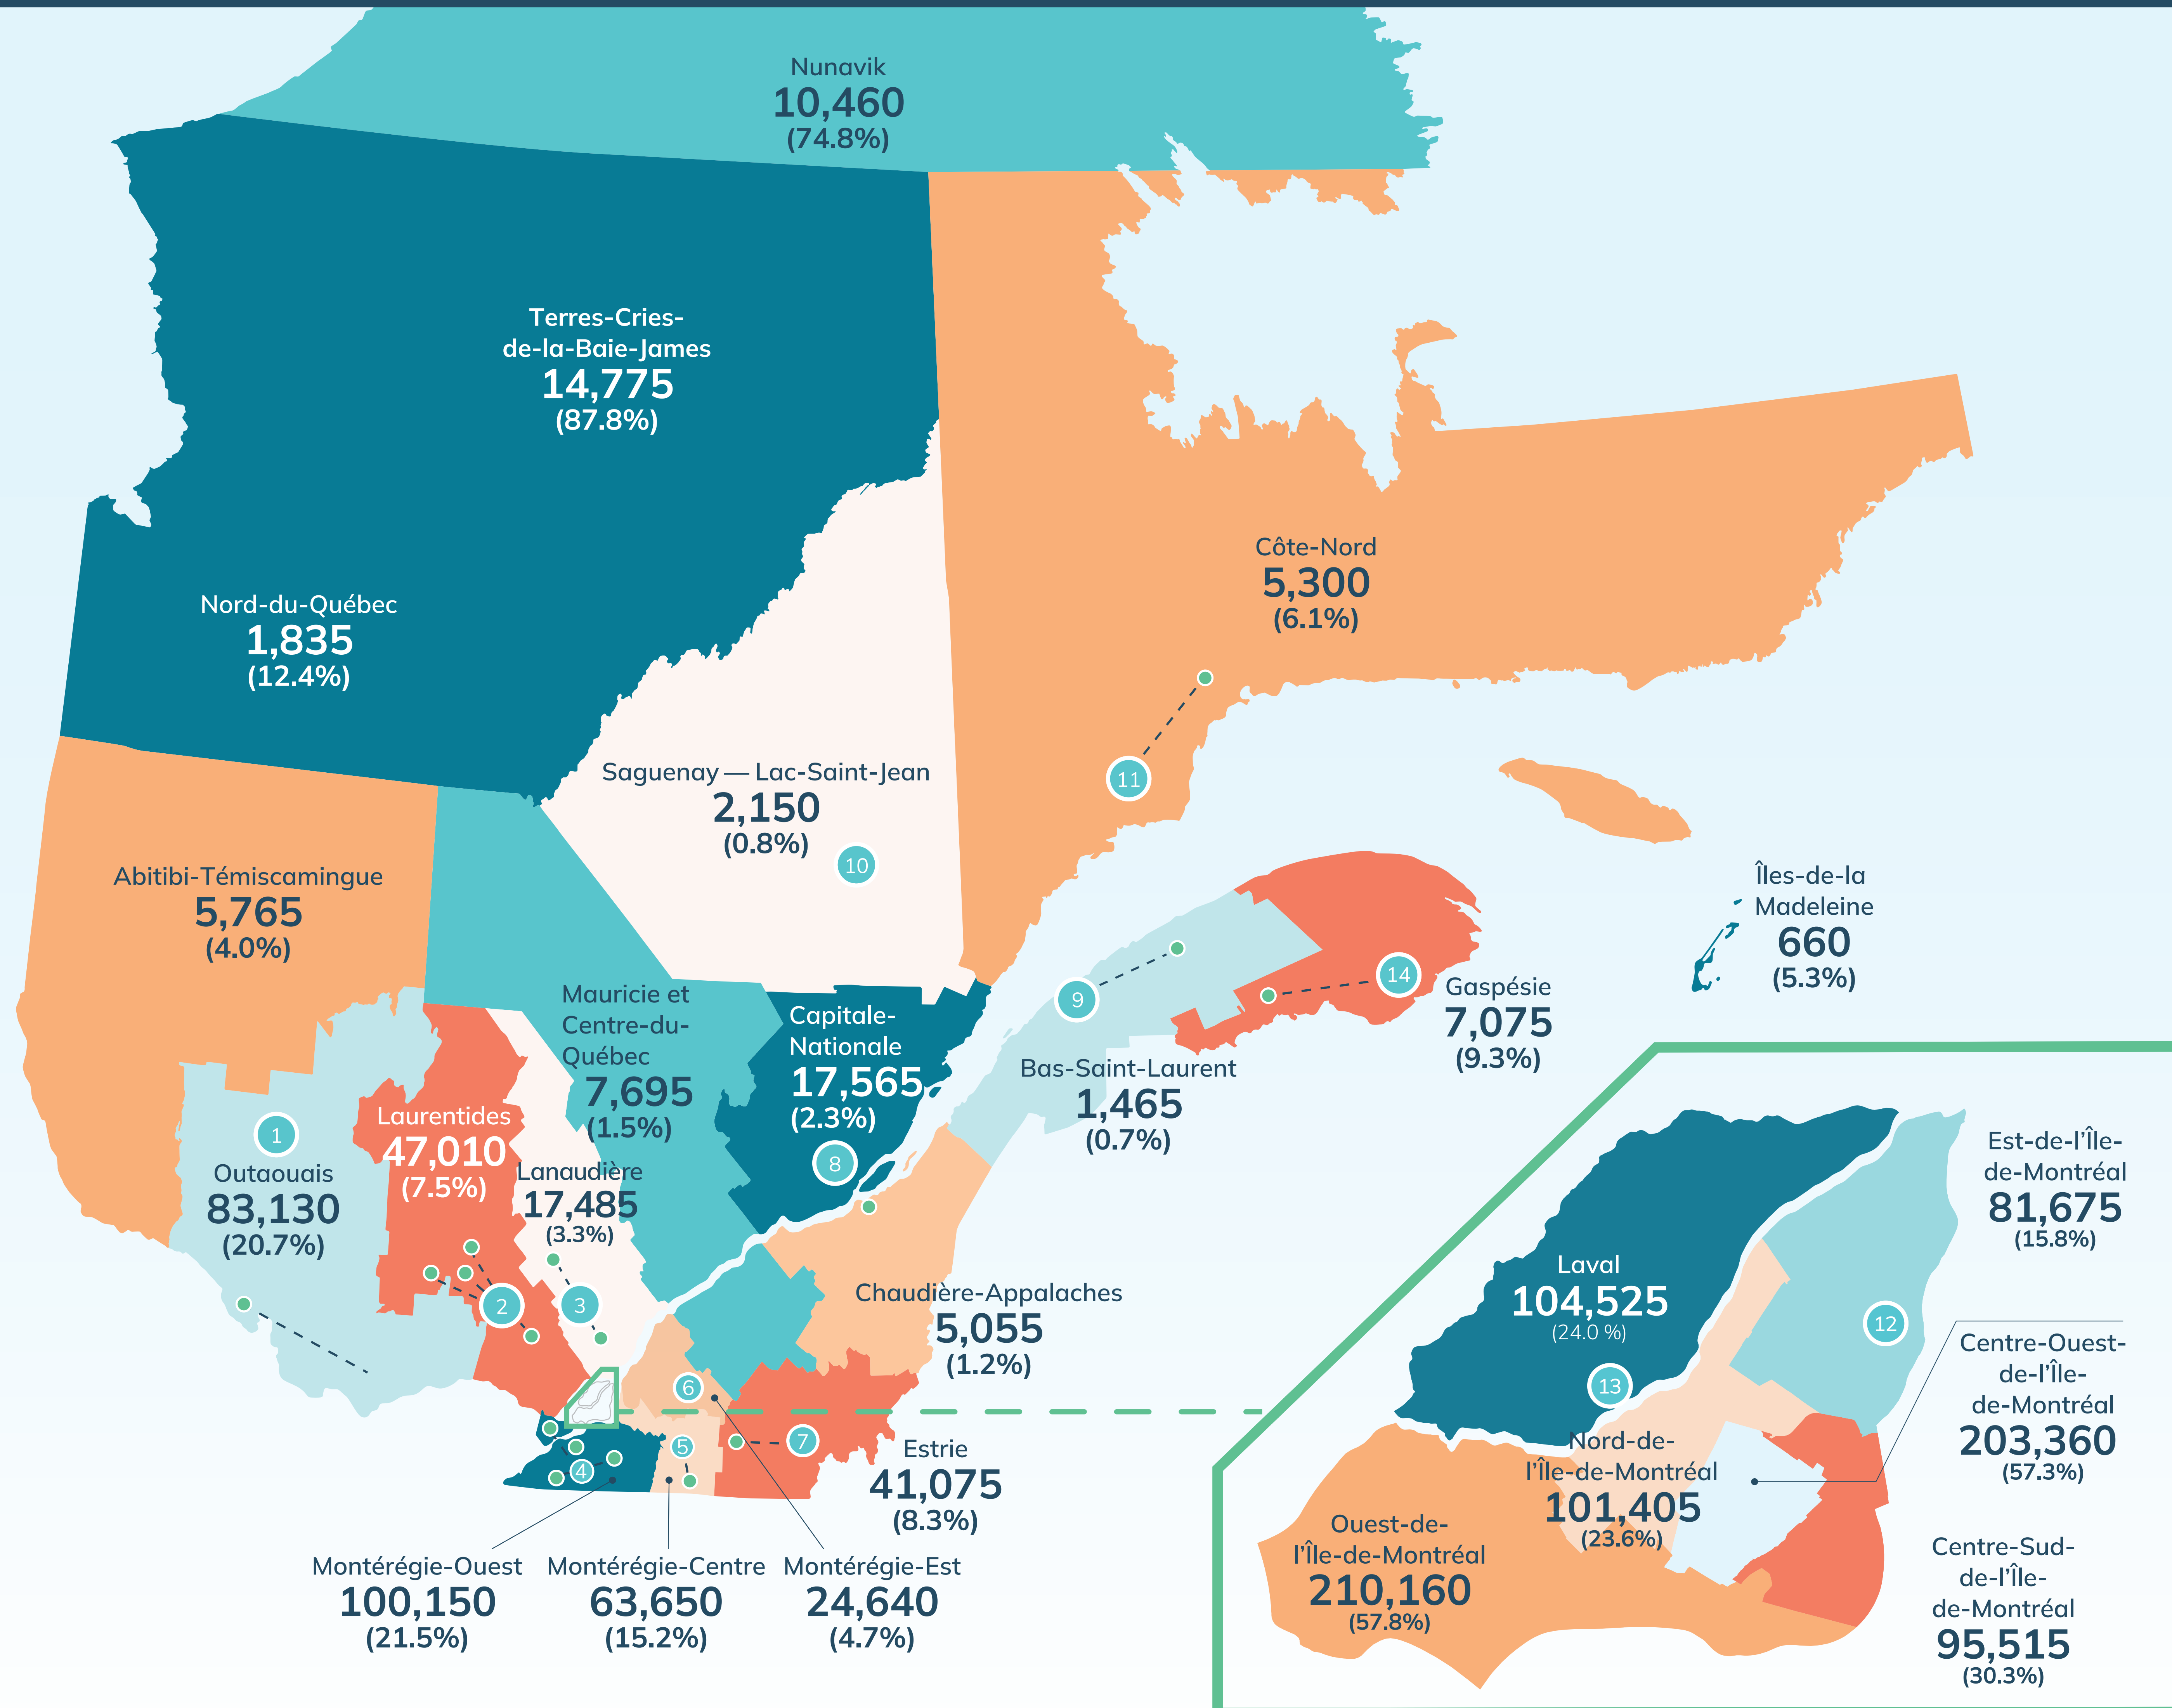 Nunavik
10,460
(74.8%)
Terres-Cries-
de-la-Baie-James
14,775
(87.8%)
Côte-Nord
5,300
(6.1%)
Nord-du-Québec
1,835
(12.4%)
11
Saguenay — Lac-Saint-Jean
2,150
(0.8%)
10
Abitibi-Témiscamingue
5,765
(4.0%)
Îles-de-la
Madeleine
660
(5.3%)
9
14
Gaspésie
7,075
(9.3%)
Mauricie et
Centre-du-
Québec
7,695
(1.5%)
Capitale-
Nationale
17,565
(2.3%)
8
Bas-Saint-Laurent
1,465
(0.7%)
1
Outaouais
83,130
(20.7%)
Laurentides
47,010
(7.5%)
Lanaudière
17,485
(3.3%)
2
3
Chaudière-Appalaches
5,055
(1.2%)
6
5
7
4
Estrie
41,075
(8.3%)
Montérégie-Ouest
100,150
(21.5%)
Montérégie-Centre
63,650
(15.2%)
Montérégie-Est
24,640
(4.7%)
Est-de-l’Île-
de-Montréal
81,675
(15.8%)
Laval
104,525
(24.0 %)
12
13
Centre-Ouest-
de-l’Île-
de-Montréal
203,360
(57.3%)
Nord-de-
l’Île-de-Montréal
101,405
(23.6%)
Ouest-de-
l’Île-de-Montréal
210,160
(57.8%)
Centre-Sud-
de-l’Île-
de-Montréal
95,515
(30.3%)